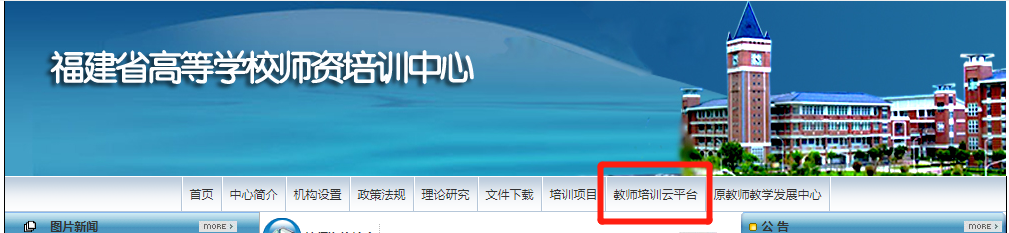 福建省高等学校师资培训中心
首页 中心简介 机构设置 政策法规 理论研究 文件下载 培训项目 教师培训云平台 原教师教学发展中心
图片新闻 MORE 公告 MORE